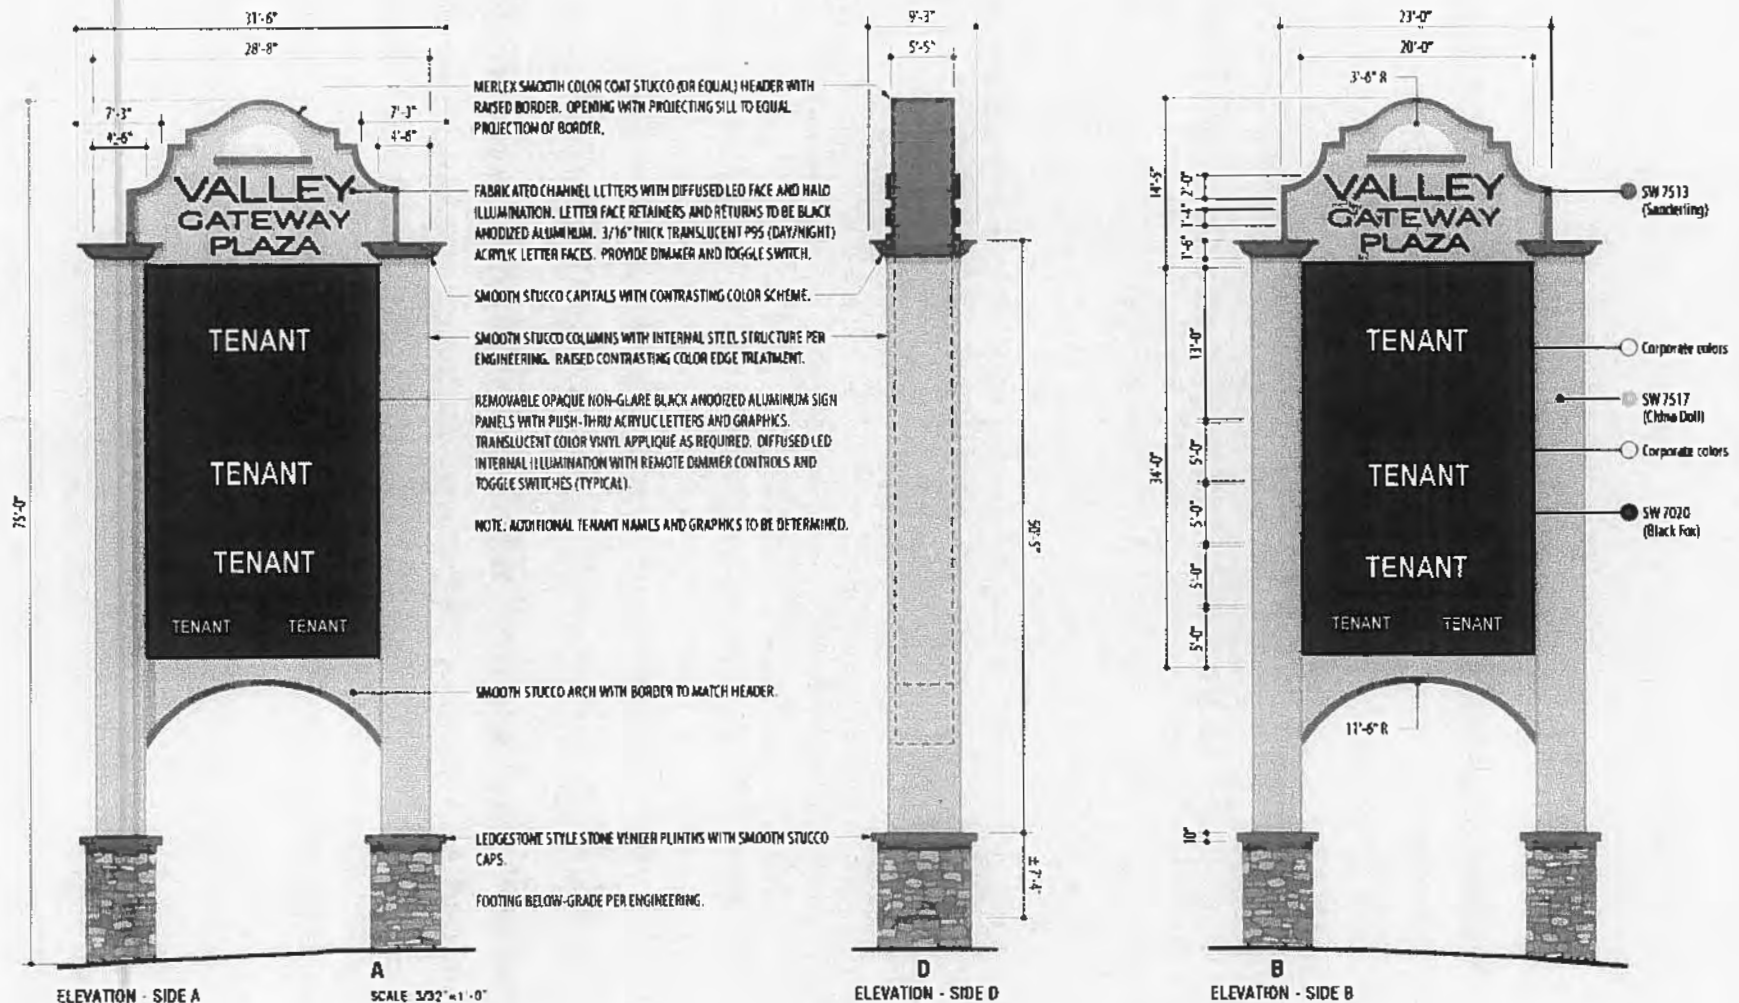 31'-6"
28'-8"
7'-3"
7'-3"
4'-6"
4'-6"
75'-0"
VALLEY
GATEWAY
PLAZA
TENANT
TENANT
TENANT
TENANT TENANT
A
ELEVATION - SIDE A
SCALE 3/32"=1'-0"
MERLEX SMOOTH COLOR COAT STUCCO (OR EQUAL) HEADER WITH
RAISED BORDER. OPENING WITH PROJECTING SILL TO EQUAL
PROJECTION OF BORDER.
FABRICATED CHANNEL LETTERS WITH DIFFUSED LED FACE AND HALO
ILLUMINATION. LETTER FACE RETAINERS AND RETURNS TO BE BLACK
ANODIZED ALUMINUM. 3/16" THICK TRANSLUCENT P95 (DAY/NIGHT)
ACRYLIC LETTER FACES. PROVIDE DIMMER AND TOGGLE SWITCH.
SMOOTH STUCCO CAPITALS WITH CONTRASTING COLOR SCHEME.
SMOOTH STUCCO COLUMNS WITH INTERNAL STEEL STRUCTURE PER
ENGINEERING. RAISED CONTRASTING COLOR EDGE TREATMENT.
REMOVABLE OPAQUE NON-GLARE BLACK ANODIZED ALUMINUM SIGN
PANELS WITH PUSH-THRU ACRYLIC LETTERS AND GRAPHICS.
TRANSLUCENT COLOR VINYL APPLIQUE AS REQUIRED. DIFFUSED LED
INTERNAL ILLUMINATION WITH REMOTE DIMMER CONTROLS AND
TOGGLE SWITCHES (TYPICAL).
NOTE: ADDITIONAL TENANT NAMES AND GRAPHICS TO BE DETERMINED.
SMOOTH STUCCO ARCH WITH BORDER TO MATCH HEADER.
LEDGESTONE STYLE STONE VENEER PLINTHS WITH SMOOTH STUCCO
CAPS.
FOOTING BELOW-GRADE PER ENGINEERING.
9'-3"
5'-5"
50'-5"
± 7'-4"
D
ELEVATION - SIDE D
23'-0"
20'-0"
3'-6" R
14'-5"
2'-0"
1'-4"
1'-6"
VALLEY
GATEWAY
PLAZA
34'-0"
13'-0"
5'-0"
5'-0"
5'-0"
5'-0"
TENANT
TENANT
TENANT
TENANT TENANT
11'-6" R
10"
B
ELEVATION - SIDE B
SW 7513
(Sanderling)
Corporate colors
SW 7517
(China Doll)
Corporate colors
SW 7020
(Black Fox)